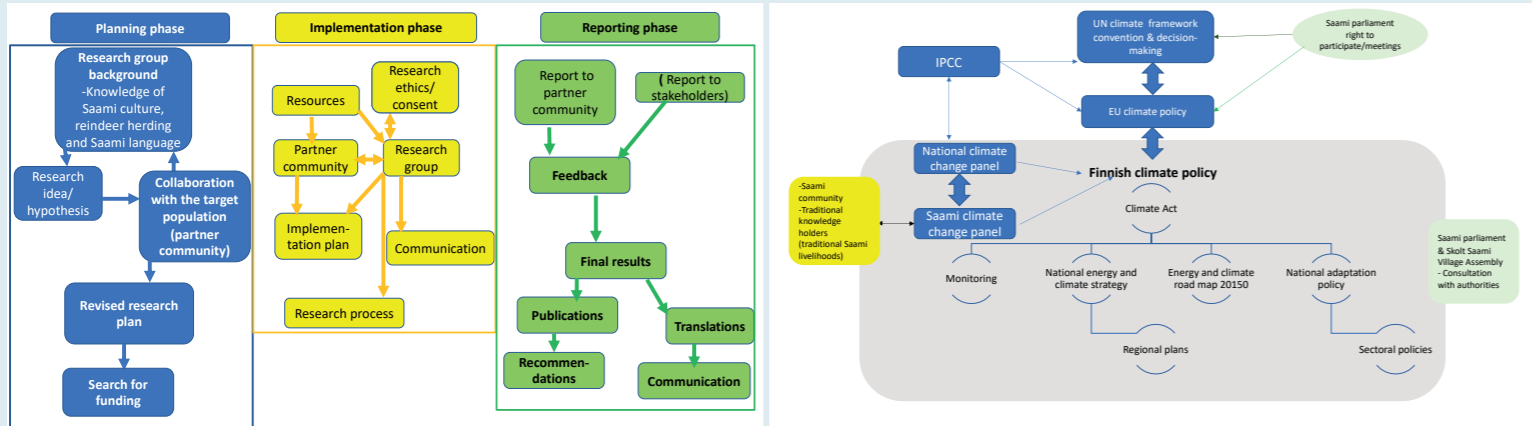 Planning phase
Research group
background
-Knowledge of
Saami culture,
reindeer herding
and Saami language
Research
idea/
hypothesis
Collaboration
with the target
population
(partner
community)
Revised research
plan
Search for
funding
Implementation phase
Research
ethics/
consent
Resources
Partner
community
Research
group
Implemen-
tation plan
Communication
Research process
Reporting phase
Report to
partner
community
( Report to
stakeholders)
Feedback
Final results
Publications
Translations
Recommen-
dations
Communication
UN climate framework
convention & decision-
making
Saami parliament
right to
participate/meetings
IPCC
EU climate policy
National climate
change panel
Finnish climate policy
-Saami
community
-Traditional
knowledge
holders
(traditional Saami
livelihoods)
Saami climate
change panel
Climate Act
Monitoring
National energy and
climate strategy
Energy and climate
road map 20150
National adaptation
policy
Regional plans
Sectoral policies
Saami parliament
& Skolt Saami
Village Assembly
- Consultation
with authorities